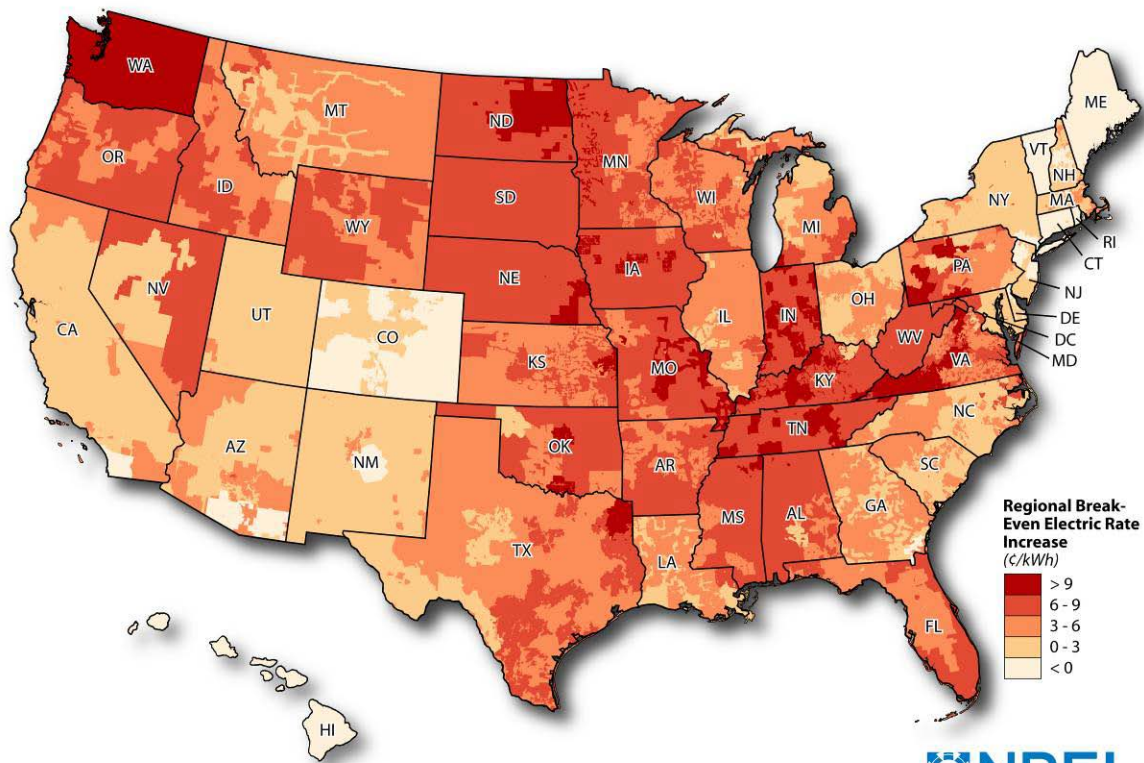 WA
MT
ND
MN
OR
ID
WY
SD
WI
MI
NY
VT
NH
ME
MA
RI
CT
NJ
DE
DC
MD
PA
NE
IA
NV
UT
CO
CA
KS
MO
IL
IN
OH
WV
VA
KY
NC
TN
AZ
NM
OK
AR
SC
MS
AL
GA
TX
LA
FL
HI
Regional Break-
Even Electric Rate
Increase
(¢/kWh)
> 9
6 - 9
3 - 6
0 - 3
< 0